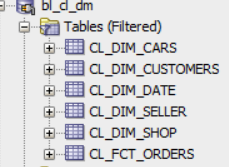 bl_cl_dm
Tables (Filtered)
CL_DIM_CARS
CL_DIM_CUSTOMERS
CL_DIM_DATE
CL_DIM_SELLER
CL_DIM_SHOP
CL_FCT_ORDERS